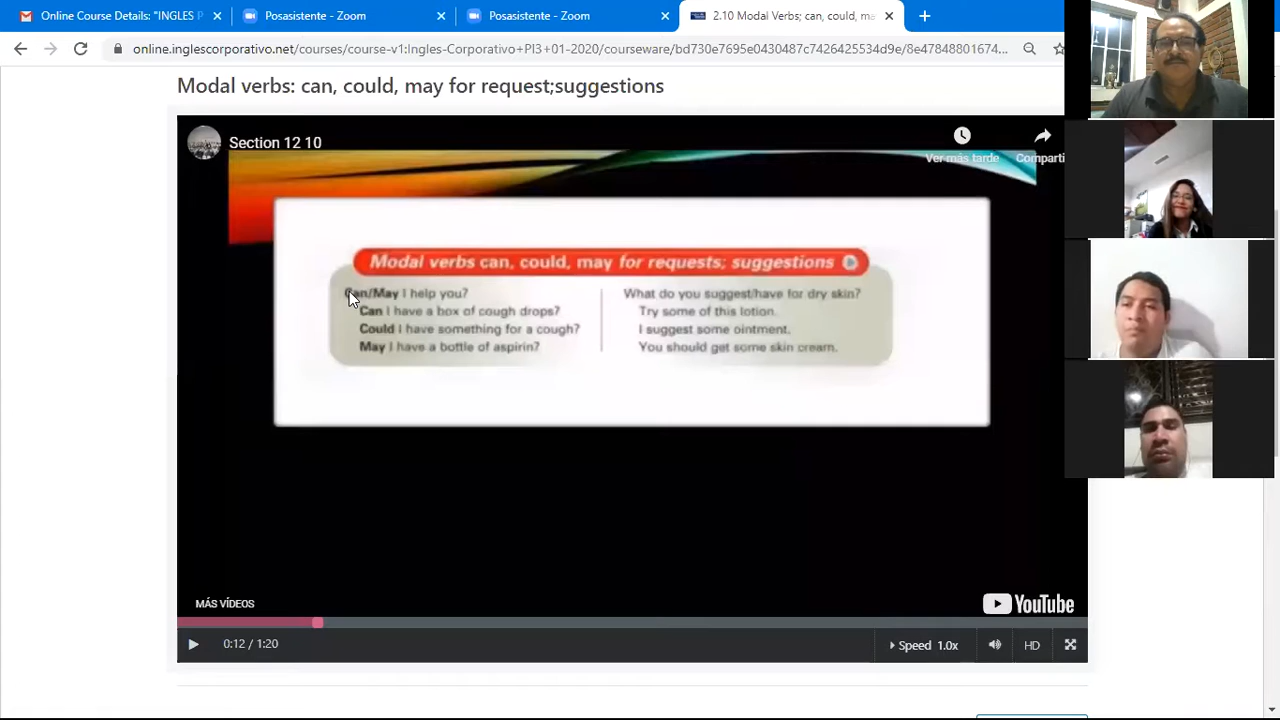 Online Course Details: "INGLES P
Posasistente - Zoom
Posasistente - Zoom
2.10 Modal Verbs; can, could, ma
online.inglescorporativo.net/courses/course-v1:Ingles-Corporativo+PI3+01-2020/courseware/bd730e7695e0430487c7426425534d9e/8e47848801674...
Modal verbs: can, could, may for request;suggestions
Section 12 10
Ver más tarde
Comparti
Modal verbs can, could, may for requests; suggestions
Can/May I help you?
Can I have a box of cough drops?
Could I have something for a cough?
May I have a bottle of aspirin?
What do you suggest/have for dry skin?
Try some of this lotion.
I suggest some ointment.
You should get some skin cream.
MÁS VÍDEOS
YouTube
0:12 / 1:20
Speed 1.0x
HD